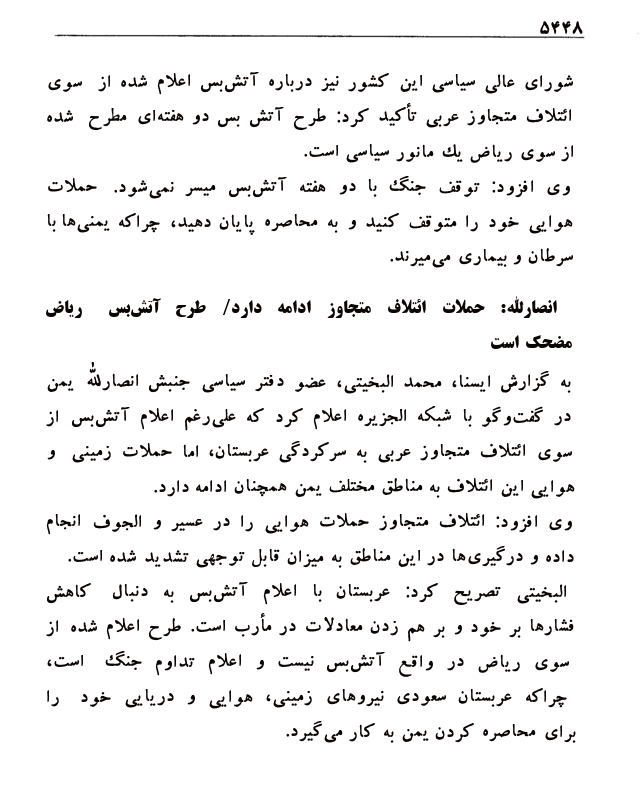 ۵۴۴۸
شورای عالی سیاسی این کشور نیز درباره آتش‌بس اعلام شده از سوی
ائتلاف متجاوز عربی تأکید کرد: طرح آتش بس دو هفته‌ای مطرح شده
از سوی ریاض یك مانور سیاسی است.
وی افزود: توقف جنگ با دو هفته آتش‌بس میسر نمی‌شود. حملات
هوایی خود را متوقف کنید و به محاصره پایان دهید، چراکه یمنی‌ها با
سرطان و بیماری می‌میرند.
انصارلله: حملات ائتلاف متجاوز ادامه دارد/ طرح آتش‌بس ریاض
مضحک است
به گزارش ایسنا، محمد البخیتی، عضو دفتر سیاسی جنبش انصارلله یمن
در گفت‌وگو با شبکه الجزیره اعلام کرد که علی‌رغم اعلام آتش‌بس از
سوی ائتلاف متجاوز عربی به سرکردگی عربستان، اما حملات زمینی و
هوایی این ائتلاف به مناطق مختلف یمن همچنان ادامه دارد.
وی افزود: ائتلاف متجاوز حملات هوایی را در عسیر و الجوف انجام
داده و درگیری‌ها در این مناطق به میزان قابل توجهی تشدید شده است.
البخیتی تصریح کرد: عربستان با اعلام آتش‌بس به دنبال کاهش
فشارها بر خود و بر هم زدن معادلات در مأرب است. طرح اعلام شده از
سوی ریاض در واقع آتش‌بس نیست و اعلام تداوم جنگ است،
چراکه عربستان سعودی نیروهای زمینی، هوایی و دریایی خود را
برای محاصره کردن یمن به کار می‌گیرد.